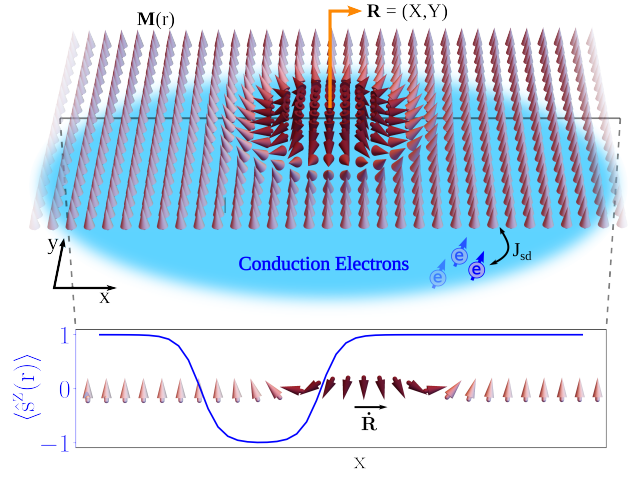 M(r)
R = (X,Y)
y
x
Conduction Electrons
e
e
e
J_sd
1
0
−1
⟨ŝ^z(r)⟩
Ṙ
x